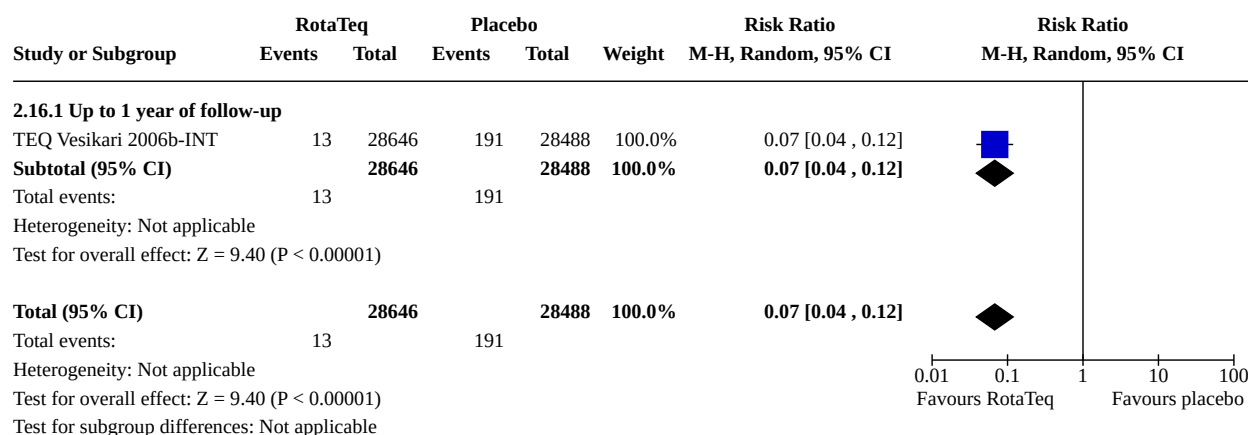 RotaTeq Placebo Risk Ratio Risk Ratio
Study or Subgroup Events Total Events Total Weight M-H, Random, 95% CI M-H, Random, 95% CI
2.16.1 Up to 1 year of follow-up
TEQ Vesikari 2006b-INT 13 28646 191 28488 100.0% 0.07 [0.04 , 0.12]
Subtotal (95% CI) 28646 28488 100.0% 0.07 [0.04 , 0.12]
Total events: 13 191
Heterogeneity: Not applicable
Test for overall effect: Z = 9.40 (P < 0.00001)
Total (95% CI) 28646 28488 100.0% 0.07 [0.04 , 0.12]
Total events: 13 191
Heterogeneity: Not applicable 0.01 0.1 1 10 100
Test for overall effect: Z = 9.40 (P < 0.00001) Favours RotaTeq Favours placebo
Test for subgroup differences: Not applicable